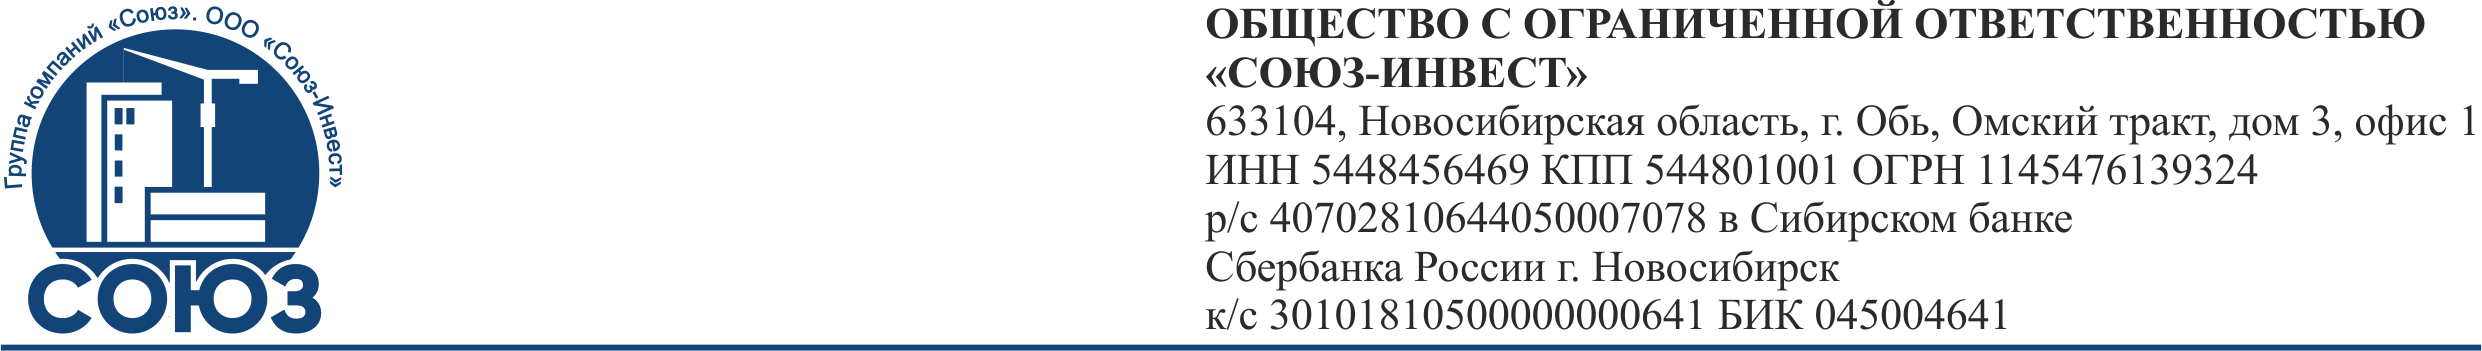 Группа компаний «Союз». ООО «Союз-Инвест»
СОЮЗ
ОБЩЕСТВО С ОГРАНИЧЕННОЙ ОТВЕТСТВЕННОСТЬЮ
«СОЮЗ-ИНВЕСТ»
633104, Новосибирская область, г. Обь, Омский тракт, дом 3, офис 1
ИНН 5448456469 КПП 544801001 ОГРН 1145476139324
р/с 40702810644050007078 в Сибирском банке
Сбербанка России г. Новосибирск
к/с 30101810500000000641 БИК 045004641